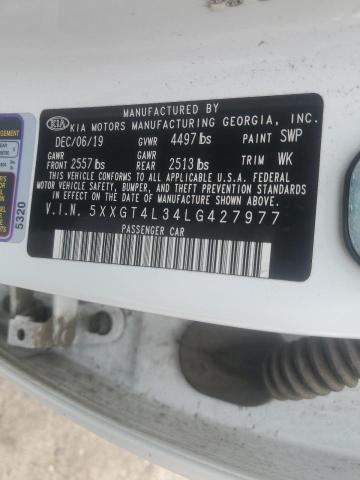 MANUFACTURED BY
KIA KIA MOTORS MANUFACTURING GEORGIA, INC.
DEC/06/19 GVWR 4497 lbs PAINT SWP
GAWR FRONT 2557 lbs GAWR REAR 2513 lbs TRIM WK
THIS VEHICLE CONFORMS TO ALL APPLICABLE U.S.A. FEDERAL
MOTOR VEHICLE SAFETY, BUMPER, AND THEFT PREVENTION STANDARDS
IN EFFECT ON THE DATE OF MANUFACTURE SHOWN ABOVE.
V.I.N. 5XXGT4L34LG427977
PASSENGER CAR
5320